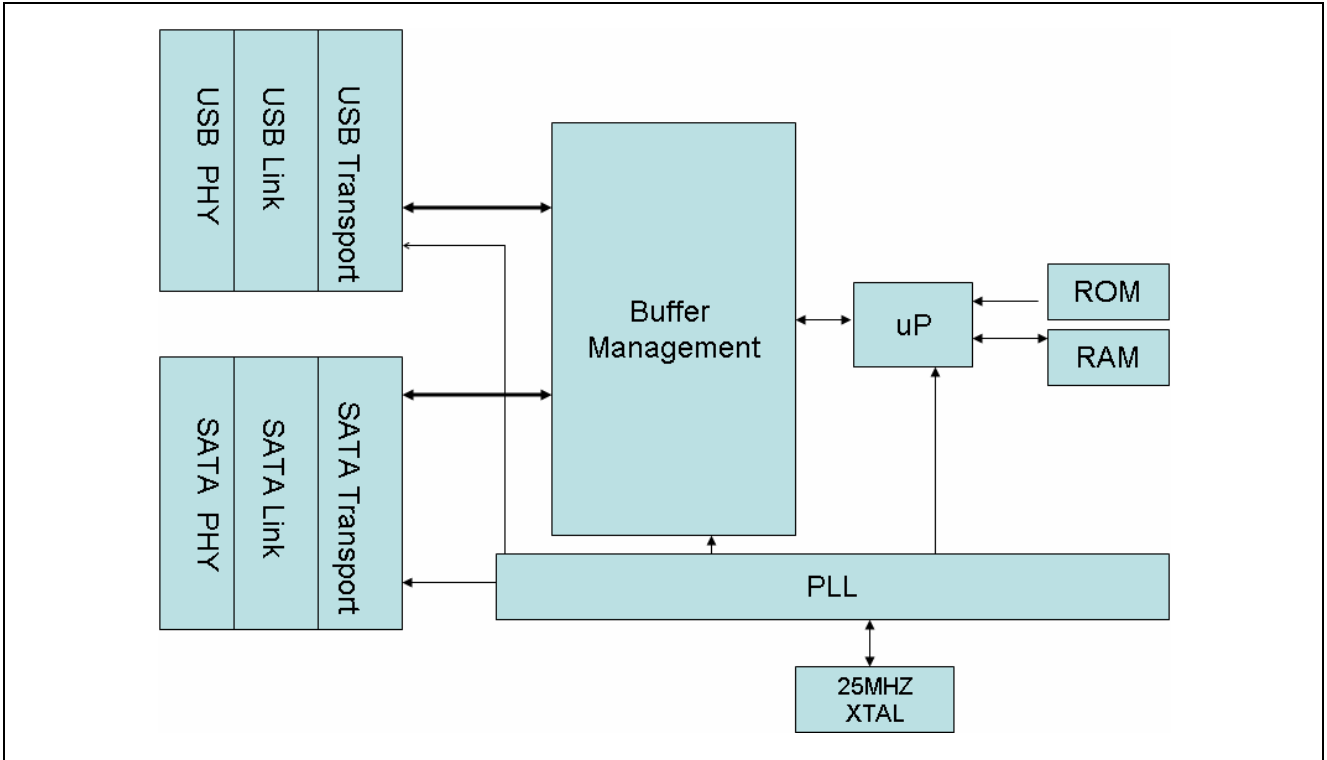 USB PHY
USB Link
USB Transport
Buffer
Management
uP
ROM
RAM
SATA PHY
SATA Link
SATA Transport
PLL
25MHZ
XTAL